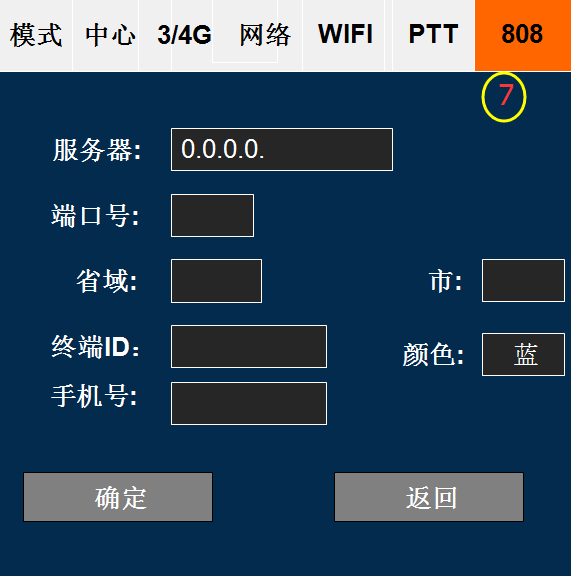 模式 中心 3/4G 网络 WIFI PTT 808
7
服务器: 0.0.0.0.
端口号:
省域: 市:
终端ID: 颜色: 蓝
手机号:
确定 返回